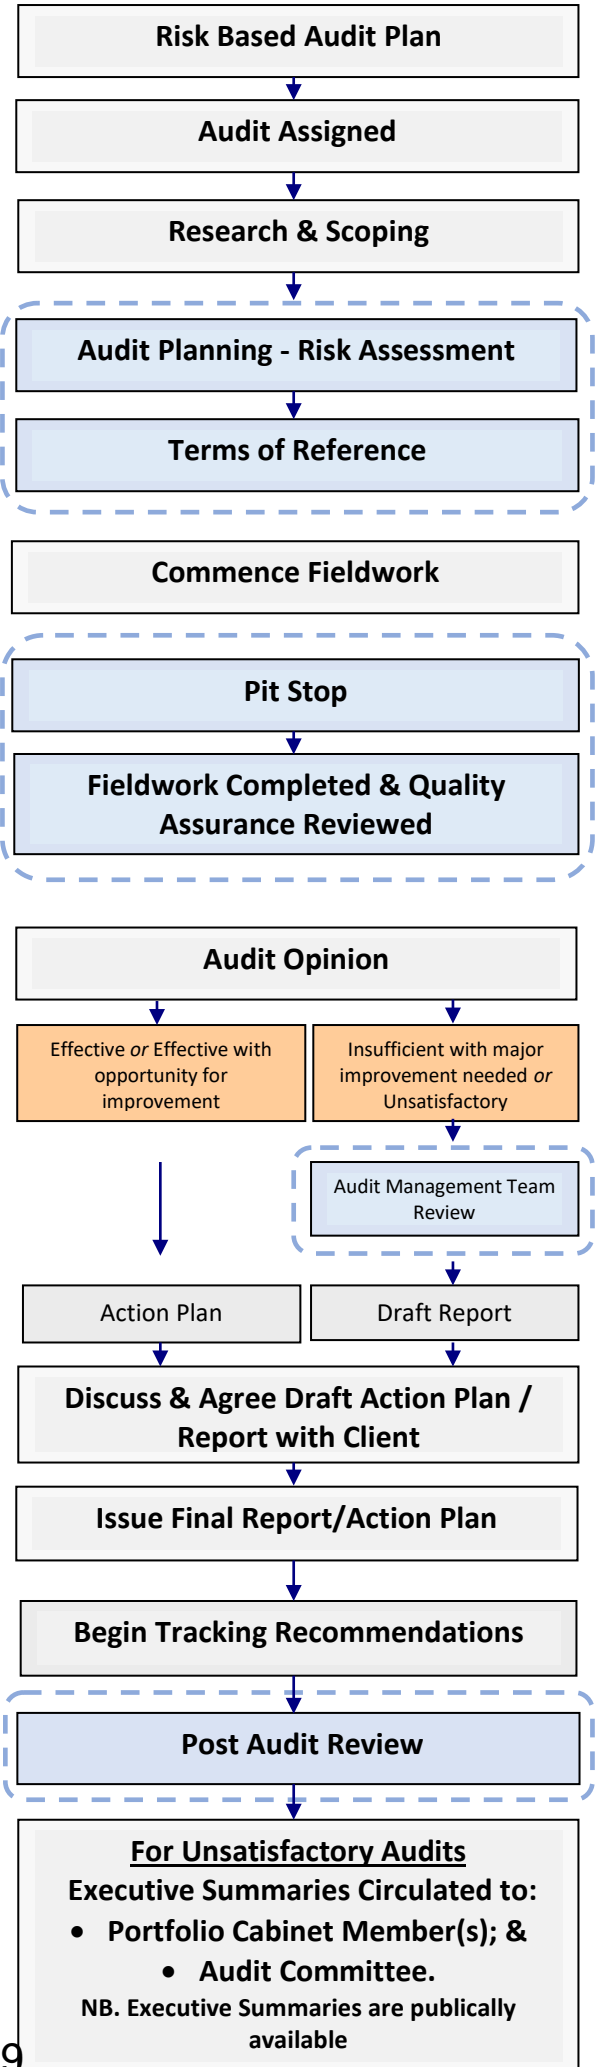 Risk Based Audit Plan
Audit Assigned
Research & Scoping
Audit Planning - Risk Assessment
Terms of Reference
Commence Fieldwork
Pit Stop
Fieldwork Completed & Quality
Assurance Reviewed
Audit Opinion
Effective or Effective with
opportunity for
improvement
Insufficient with major
improvement needed or
Unsatisfactory
Audit Management Team
Review
Action Plan
Draft Report
Discuss & Agree Draft Action Plan /
Report with Client
Issue Final Report/Action Plan
Begin Tracking Recommendations
Post Audit Review
For Unsatisfactory Audits
Executive Summaries Circulated to:
• Portfolio Cabinet Member(s); &
• Audit Committee.
NB. Executive Summaries are publically
available
9